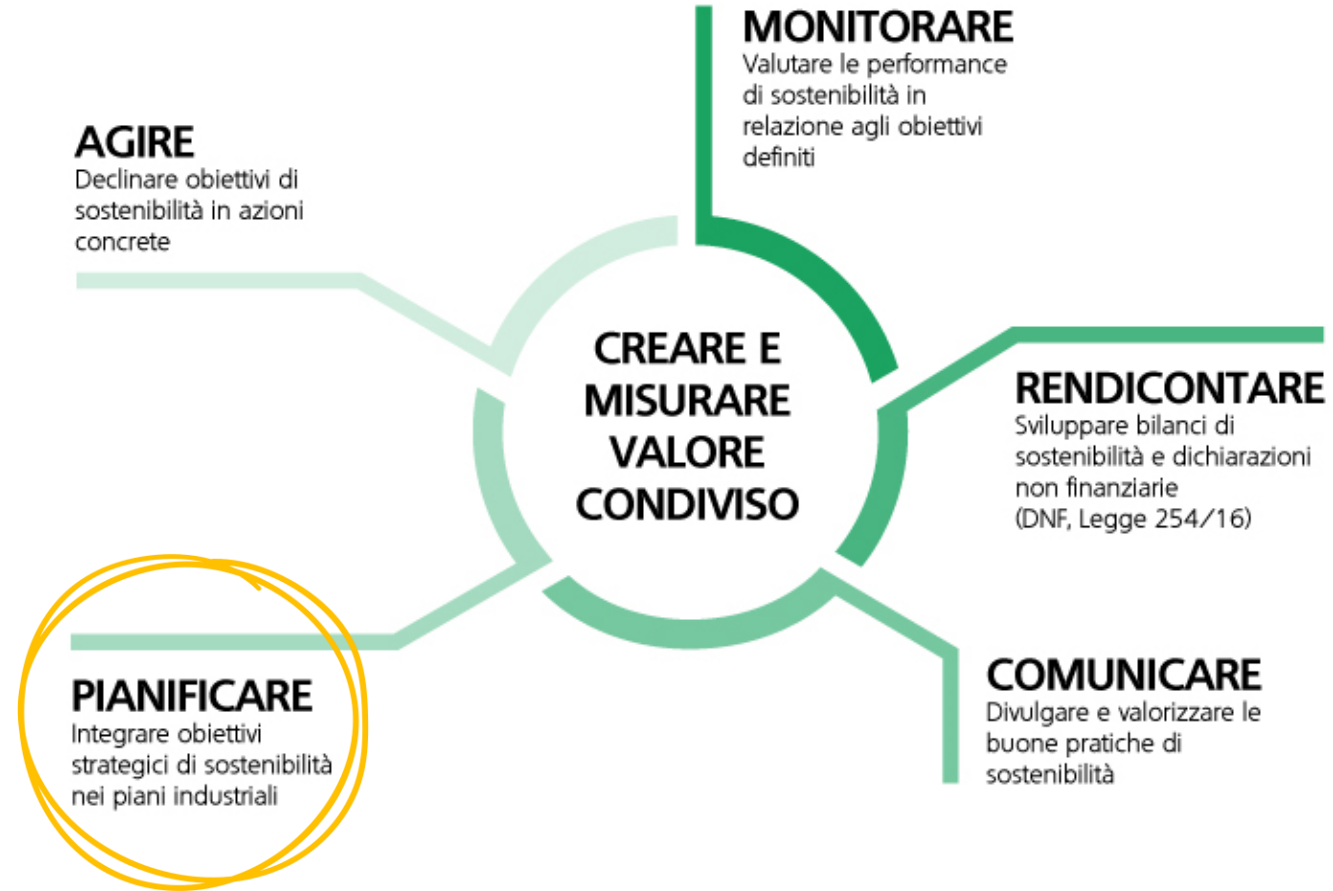 MONITORARE
Valutare le performance
di sostenibilità in
relazione agli obiettivi
definiti
AGIRE
Declinare obiettivi di
sostenibilità in azioni
concrete
CREARE E
MISURARE
VALORE
CONDIVISO
RENDICONTARE
Sviluppare bilanci di
sostenibilità e dichiarazioni
non finanziarie
(DNF, Legge 254/16)
PIANIFICARE
Integrare obiettivi
strategici di sostenibilità
nei piani industriali
COMUNICARE
Divulgare e valorizzare le
buone pratiche di
sostenibilità